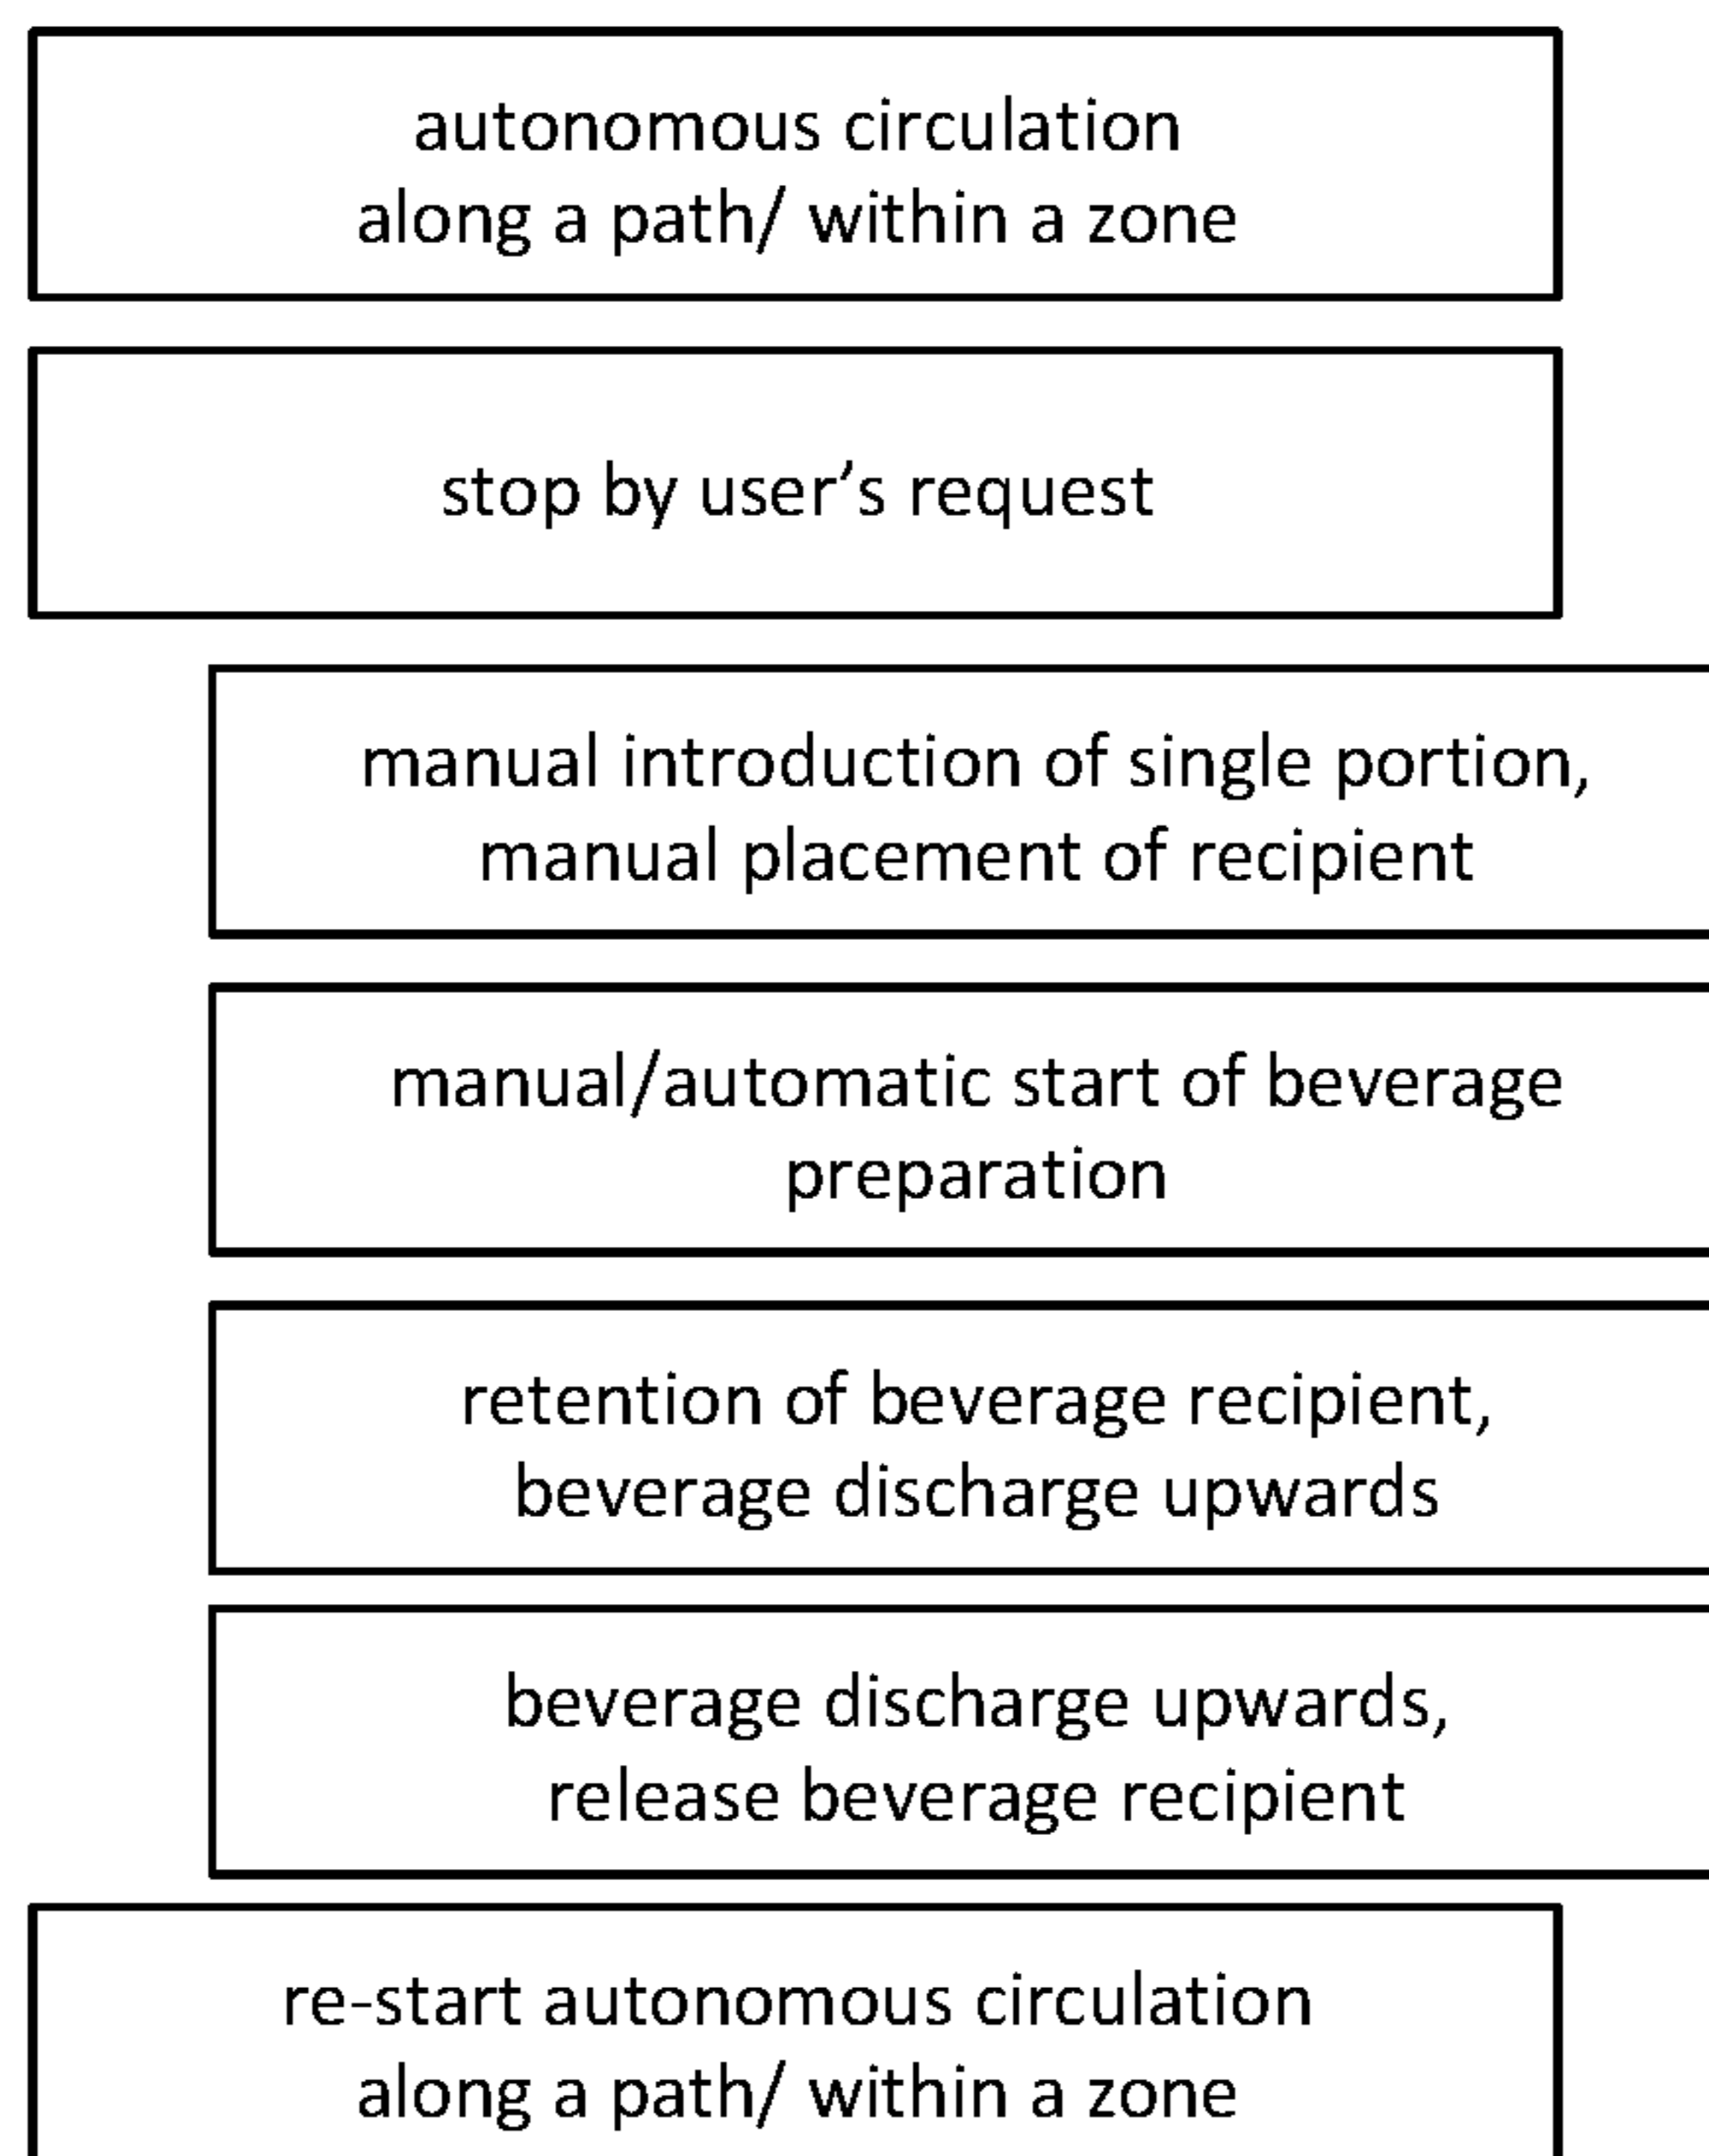 autonomous circulation
along a path/ within a zone
stop by user’s request
manual introduction of single portion,
manual placement of recipient
manual/automatic start of beverage
preparation
retention of beverage recipient,
beverage discharge upwards
beverage discharge upwards,
release beverage recipient
re-start autonomous circulation
along a path/ within a zone